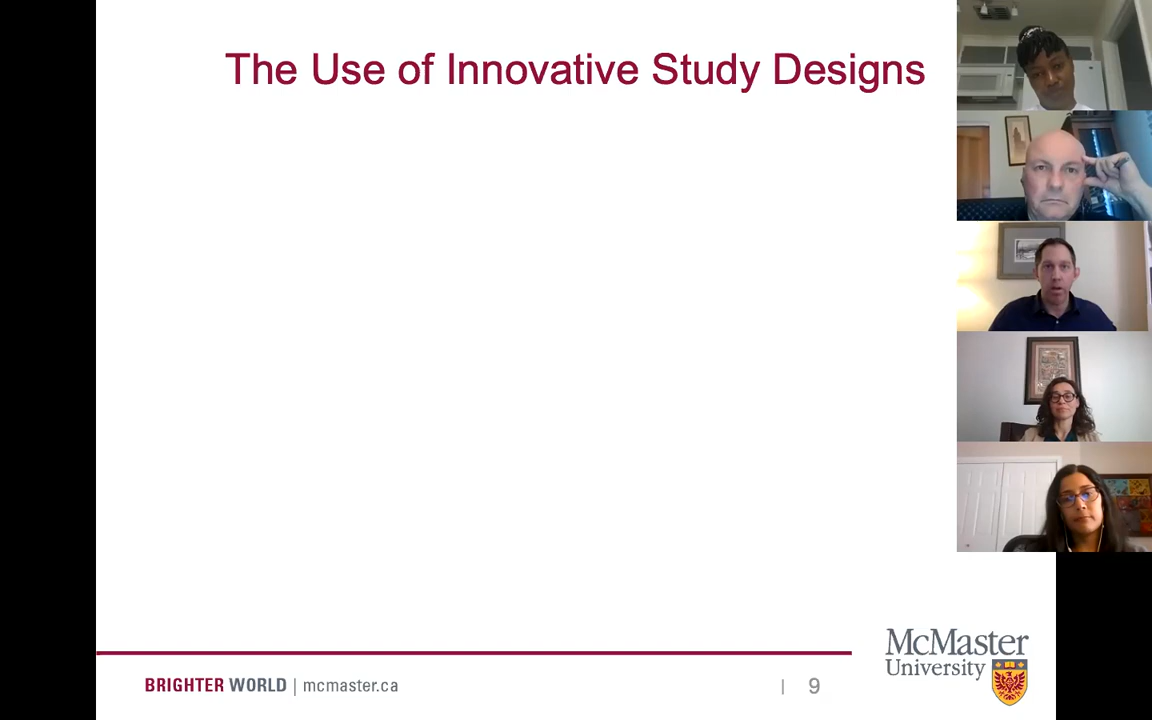 The Use of Innovative Study Designs
BRIGHTER WORLD | mcmaster.ca
| 9
McMaster
University